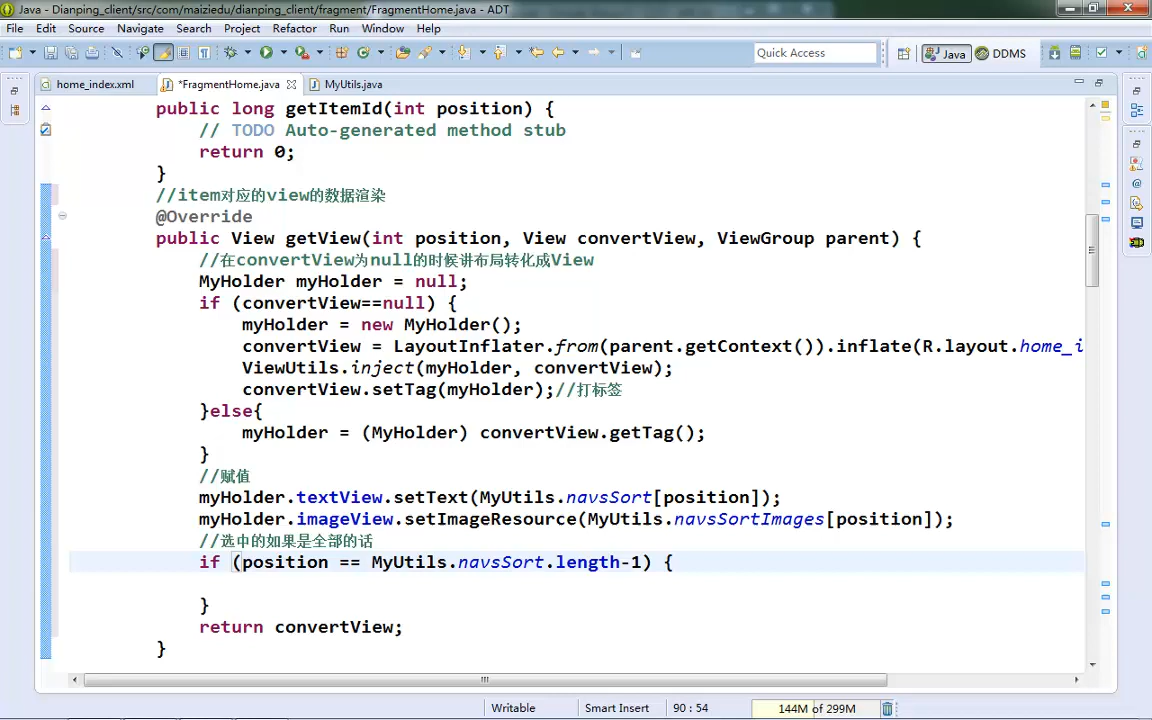 Java - Dianping_client/src/com/maiziedu/dianping_client/fragment/FragmentHome.java - ADT
File Edit Source Navigate Search Project Refactor Run Window Help
Quick Access Java DDMS
home_index.xml *FragmentHome.java MyUtils.java
public long getItemId(int position) {
// TODO Auto-generated method stub
return 0;
}
//item对应的view的数据渲染
@Override
public View getView(int position, View convertView, ViewGroup parent) {
//在convertView为null的时候讲布局转化成View
MyHolder myHolder = null;
if (convertView==null) {
myHolder = new MyHolder();
convertView = LayoutInflater.from(parent.getContext()).inflate(R.layout.home_i
ViewUtils.inject(myHolder, convertView);
convertView.setTag(myHolder);//打标签
}else{
myHolder = (MyHolder) convertView.getTag();
}
//赋值
myHolder.textView.setText(MyUtils.navsSort[position]);
myHolder.imageView.setImageResource(MyUtils.navsSortImages[position]);
//选中的如果是全部的话
if (position == MyUtils.navsSort.length-1) {
}
return convertView;
}
Writable Smart Insert 90 : 54 144M of 299M